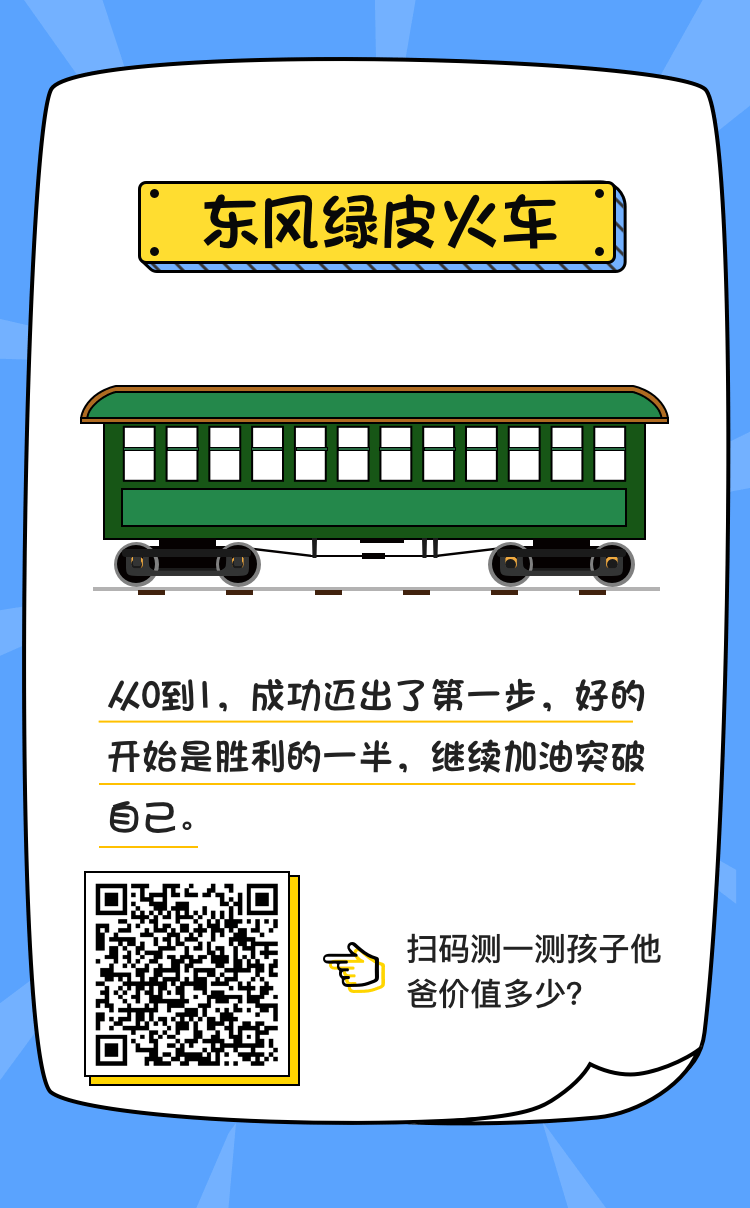 东风绿皮火车
从0到1，成功迈出了第一步，好的
开始是胜利的一半，继续加油突破
自己。
扫码测一测孩子他
爸价值多少?